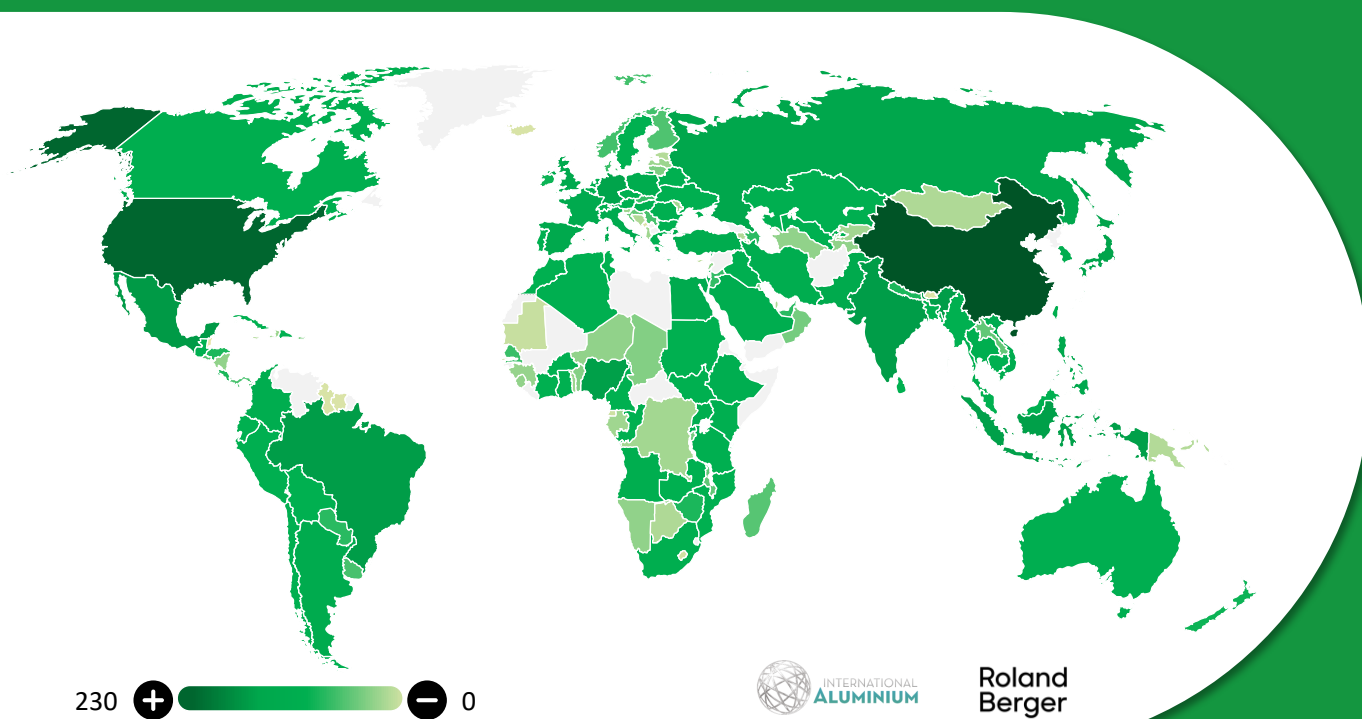 230 + − 0
INTERNATIONAL
ALUMINIUM
Roland
Berger